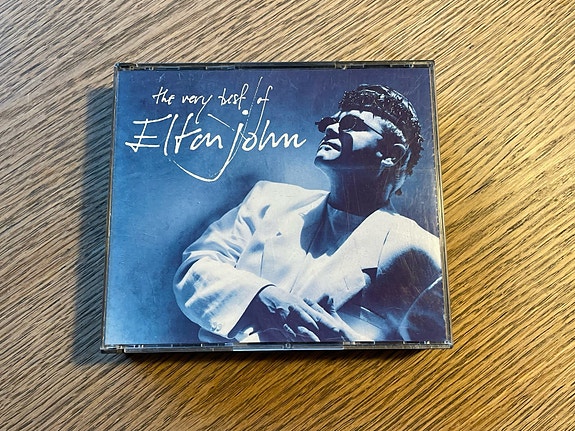 the very best of
Elton john